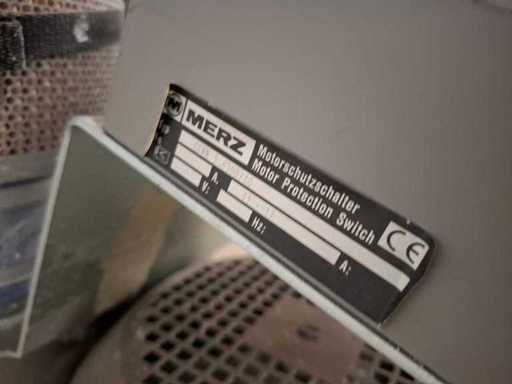 M MERZ
Motorschutzschalter
Motor Protection Switch
CE
A.
V:
Hz:
A: